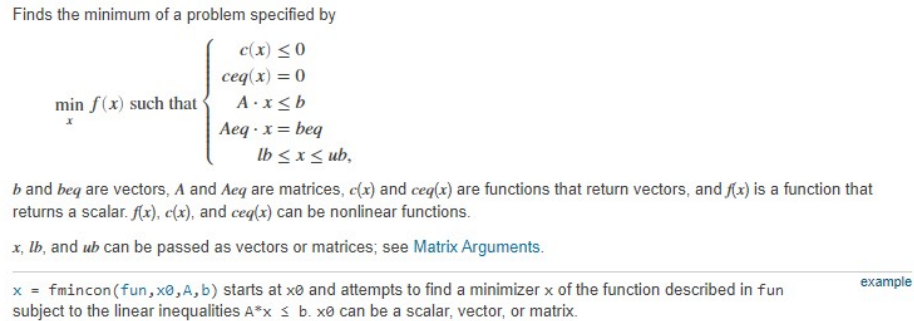 Finds the minimum of a problem specified by
c(x) ≤ 0
ceq(x) = 0
min f(x) such that { A · x ≤ b
x
Aeq · x = beq
lb ≤ x ≤ ub,
b and beq are vectors, A and Aeq are matrices, c(x) and ceq(x) are functions that return vectors, and f(x) is a function that
returns a scalar. f(x), c(x), and ceq(x) can be nonlinear functions.
x, lb, and ub can be passed as vectors or matrices; see Matrix Arguments.
x = fmincon(fun,x0,A,b) starts at x0 and attempts to find a minimizer x of the function described in fun example
subject to the linear inequalities A*x ≤ b. x0 can be a scalar, vector, or matrix.